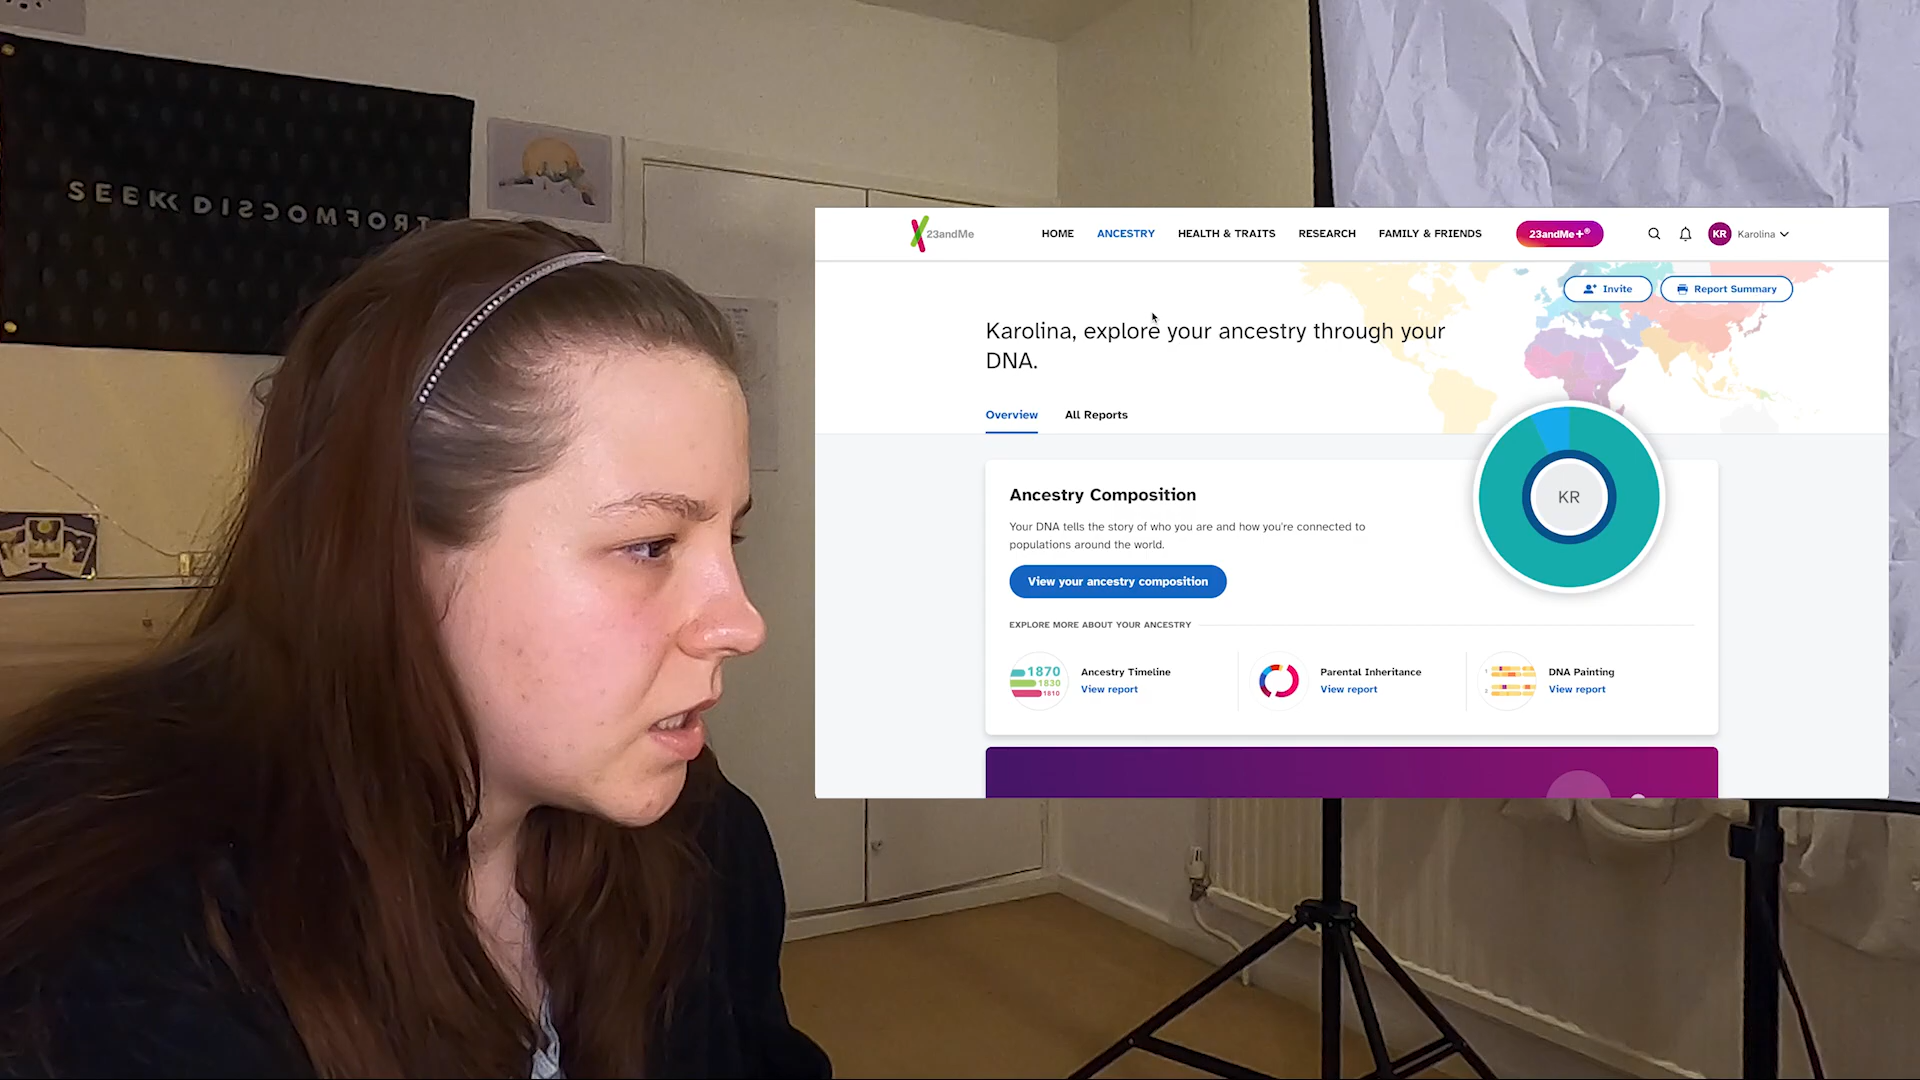 SEEK DISCOMFORT
23andMe
HOME
ANCESTRY
HEALTH & TRAITS
RESEARCH
FAMILY & FRIENDS
23andMe+®
KR
Karolina
Invite
Report Summary
Karolina, explore your ancestry through your
DNA.
Overview
All Reports
Ancestry Composition
Your DNA tells the story of who you are and how you're connected to
populations around the world.
View your ancestry composition
KR
EXPLORE MORE ABOUT YOUR ANCESTRY
1870
1830
1810
Ancestry Timeline
View report
Parental Inheritance
View report
DNA Painting
View report